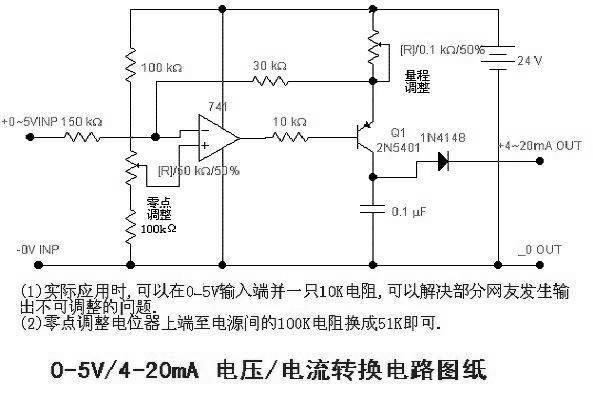 [R]/0.1 kΩ/50%
100 kΩ
30 kΩ
24 V
量程
调整
741
+0~5VINP 150 kΩ
10 kΩ
Q1
2N5401
1N4148
+4~20mA OUT
[R]/50 kΩ/50%
零点
调整
100kΩ
0.1 μF
-0V INP
_0 OUT
(1)实际应用时,可以在0-5V输入端并一只10K电阻,可以解决部分网友发生输
出不可调整的问题.
(2)零点调整电位器上端至电源间的100K电阻换成51K即可.
0-5V/4-20mA 电压/电流转换电路图纸